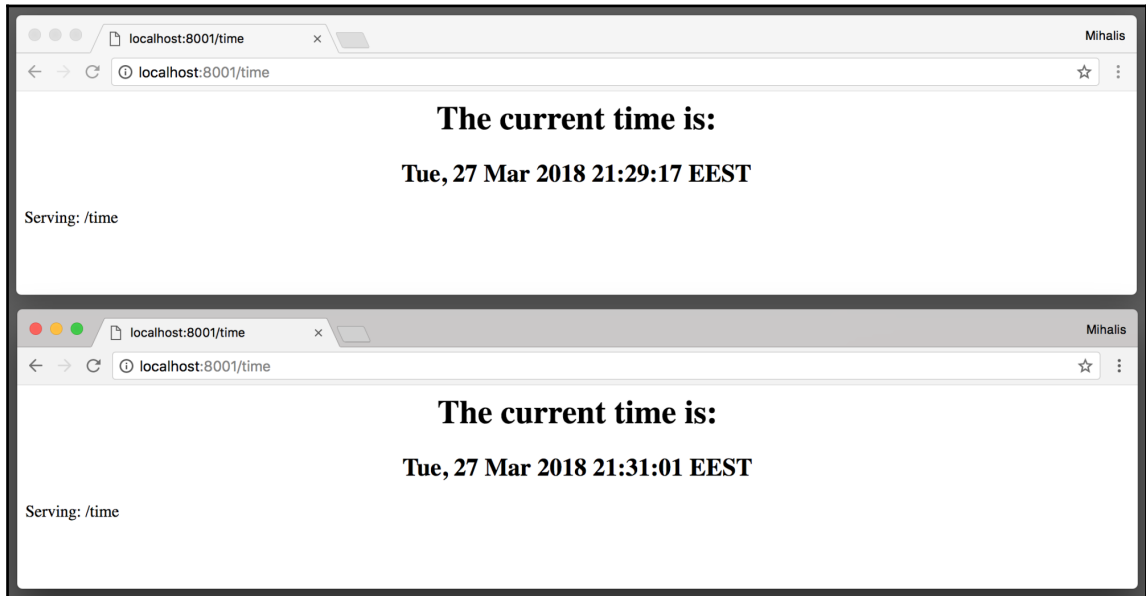 localhost:8001/time
Mihalis
localhost:8001/time
The current time is:
Tue, 27 Mar 2018 21:29:17 EEST
Serving: /time
localhost:8001/time
Mihalis
localhost:8001/time
The current time is:
Tue, 27 Mar 2018 21:31:01 EEST
Serving: /time